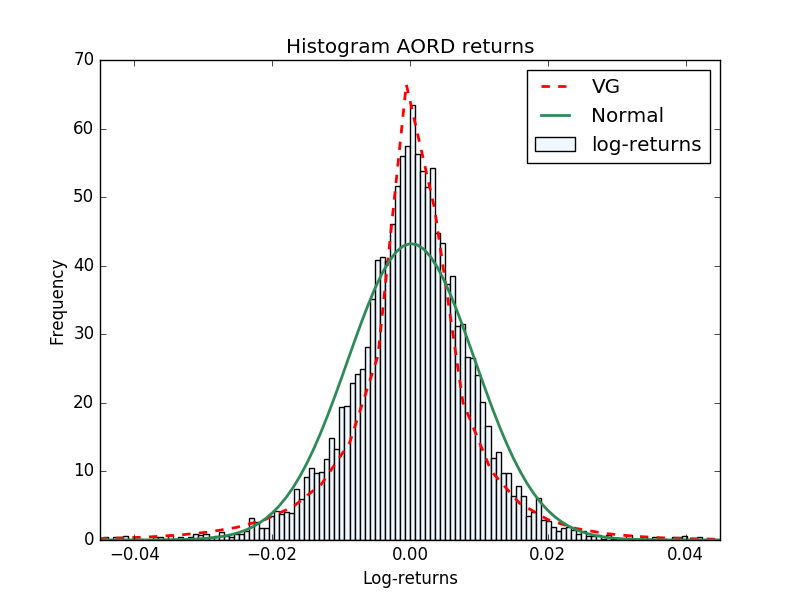 Histogram AORD returns
VG
Normal
log-returns
70
60
50
40
30
20
10
0
Frequency
−0.04
−0.02
0.00
0.02
0.04
Log-returns